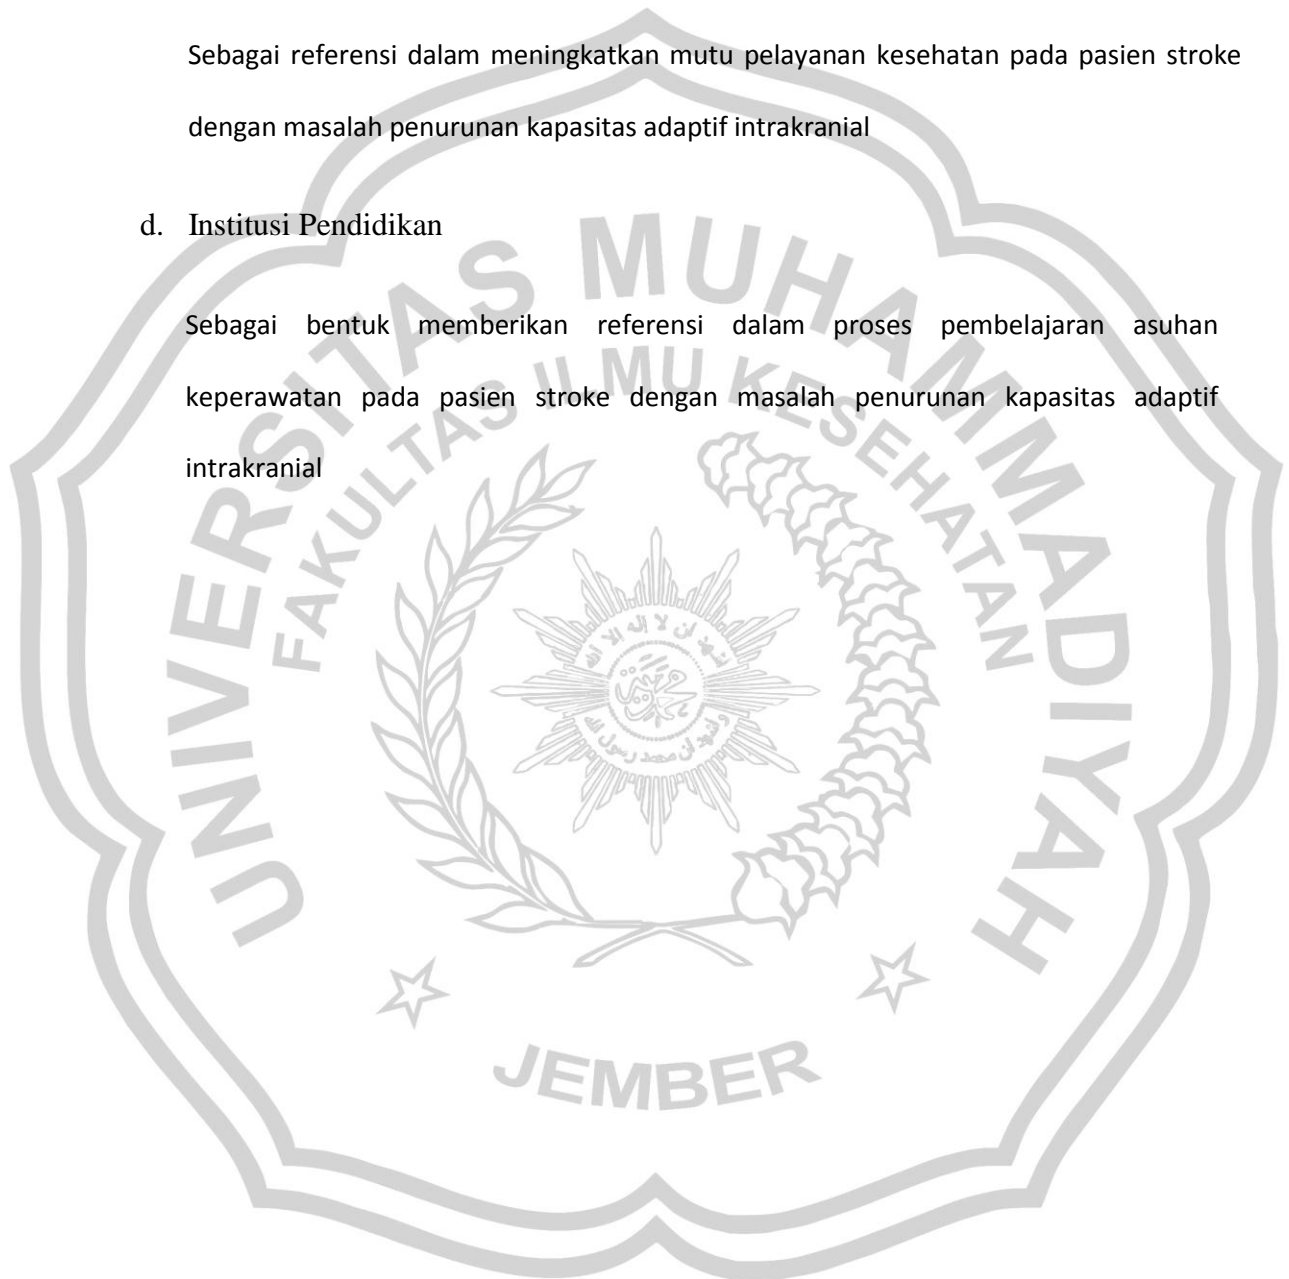 Sebagai referensi dalam meningkatkan mutu pelayanan kesehatan pada pasien stroke
dengan masalah penurunan kapasitas adaptif intrakranial
d. Institusi Pendidikan
Sebagai bentuk memberikan referensi dalam proses pembelajaran asuhan
keperawatan pada pasien stroke dengan masalah penurunan kapasitas adaptif
intrakranial
UNIVERSITAS MUHAMMADIYAH
FAKULTAS ILMU KESEHATAN
JEMBER